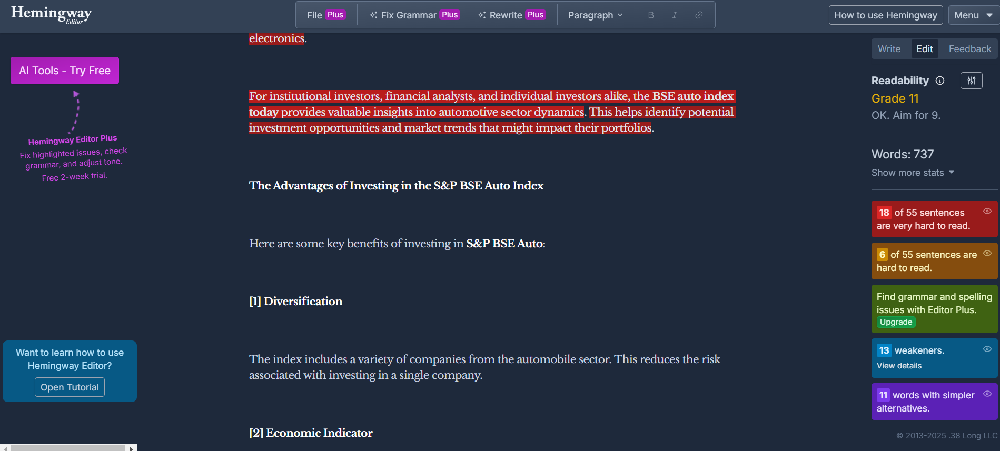 Hemingway
Editor
File Plus
Fix Grammar Plus
Rewrite Plus
Paragraph
B
I
How to use Hemingway
Menu
electronics.
Write
Edit
Feedback
AI Tools - Try Free
Readability
Grade 11
OK. Aim for 9.
For institutional investors, financial analysts, and individual investors alike, the BSE auto index
today provides valuable insights into automotive sector dynamics. This helps identify potential
investment opportunities and market trends that might impact their portfolios.
Hemingway Editor Plus
Fix highlighted issues, check
grammar, and adjust tone.
Free 2-week trial.
Words: 737
Show more stats
The Advantages of Investing in the S&P BSE Auto Index
18 of 55 sentences
are very hard to read.
Here are some key benefits of investing in S&P BSE Auto:
6 of 55 sentences are
hard to read.
[1] Diversification
Find grammar and spelling
issues with Editor Plus.
Upgrade
Want to learn how to use
Hemingway Editor?
Open Tutorial
The index includes a variety of companies from the automobile sector. This reduces the risk
associated with investing in a single company.
13 weakeners.
View details
11 words with simpler
alternatives.
[2] Economic Indicator
© 2013-2025 .38 Long LLC